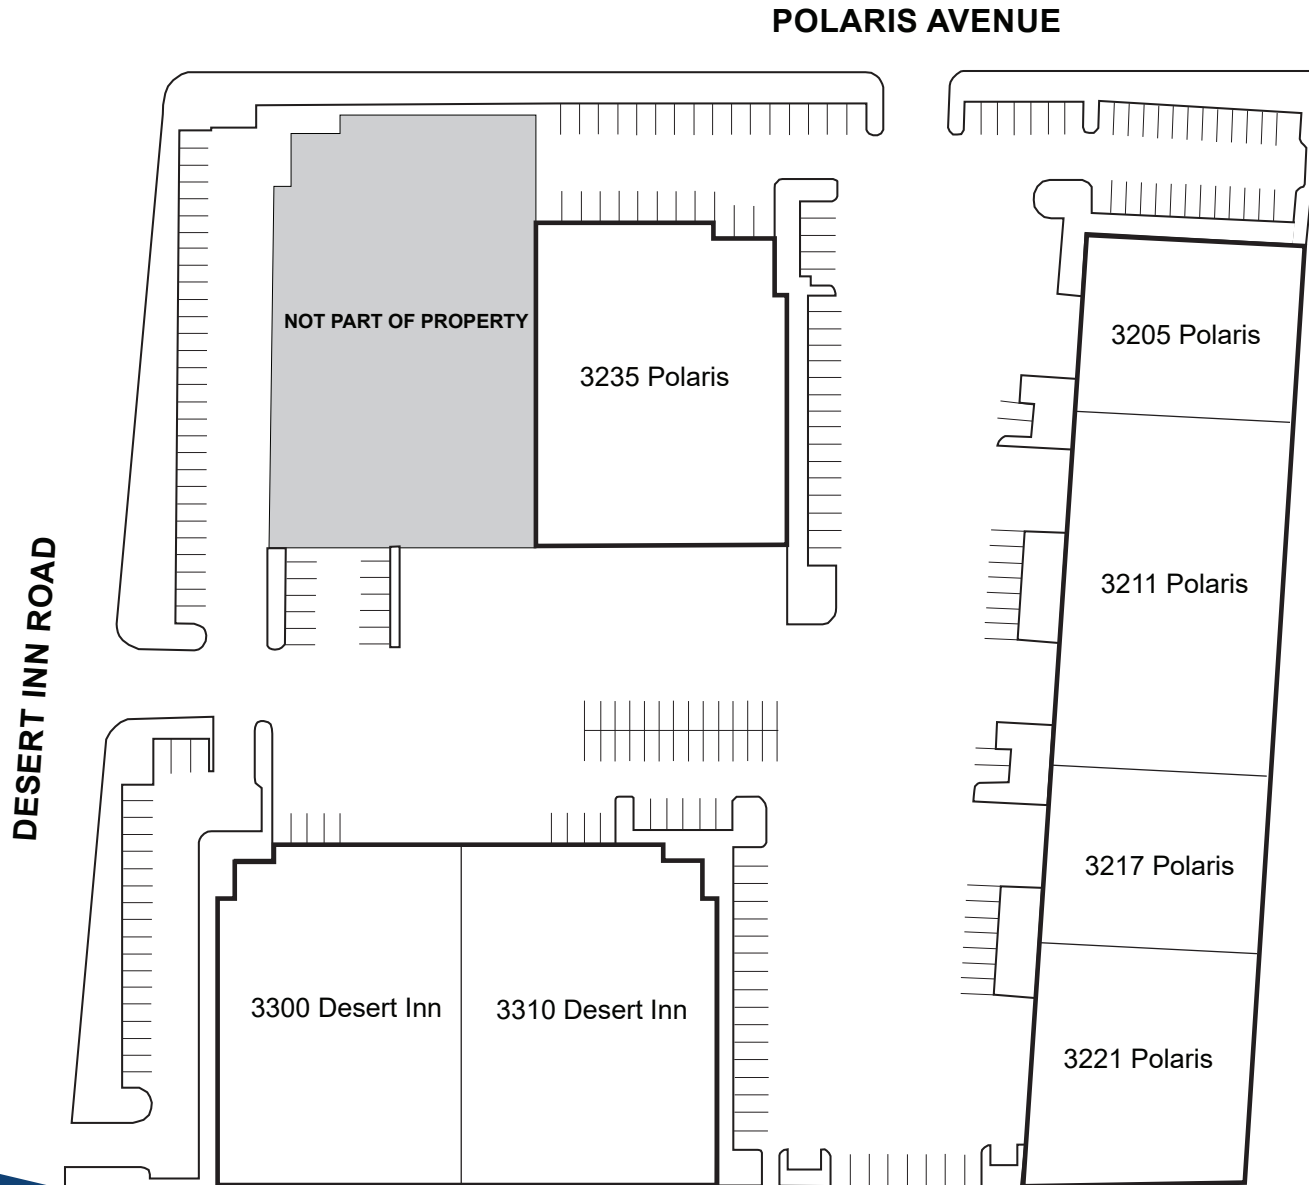 POLARIS AVENUE
NOT PART OF PROPERTY
3235 Polaris
3205 Polaris
3211 Polaris
DESERT INN ROAD
3217 Polaris
3300 Desert Inn
3310 Desert Inn
3221 Polaris